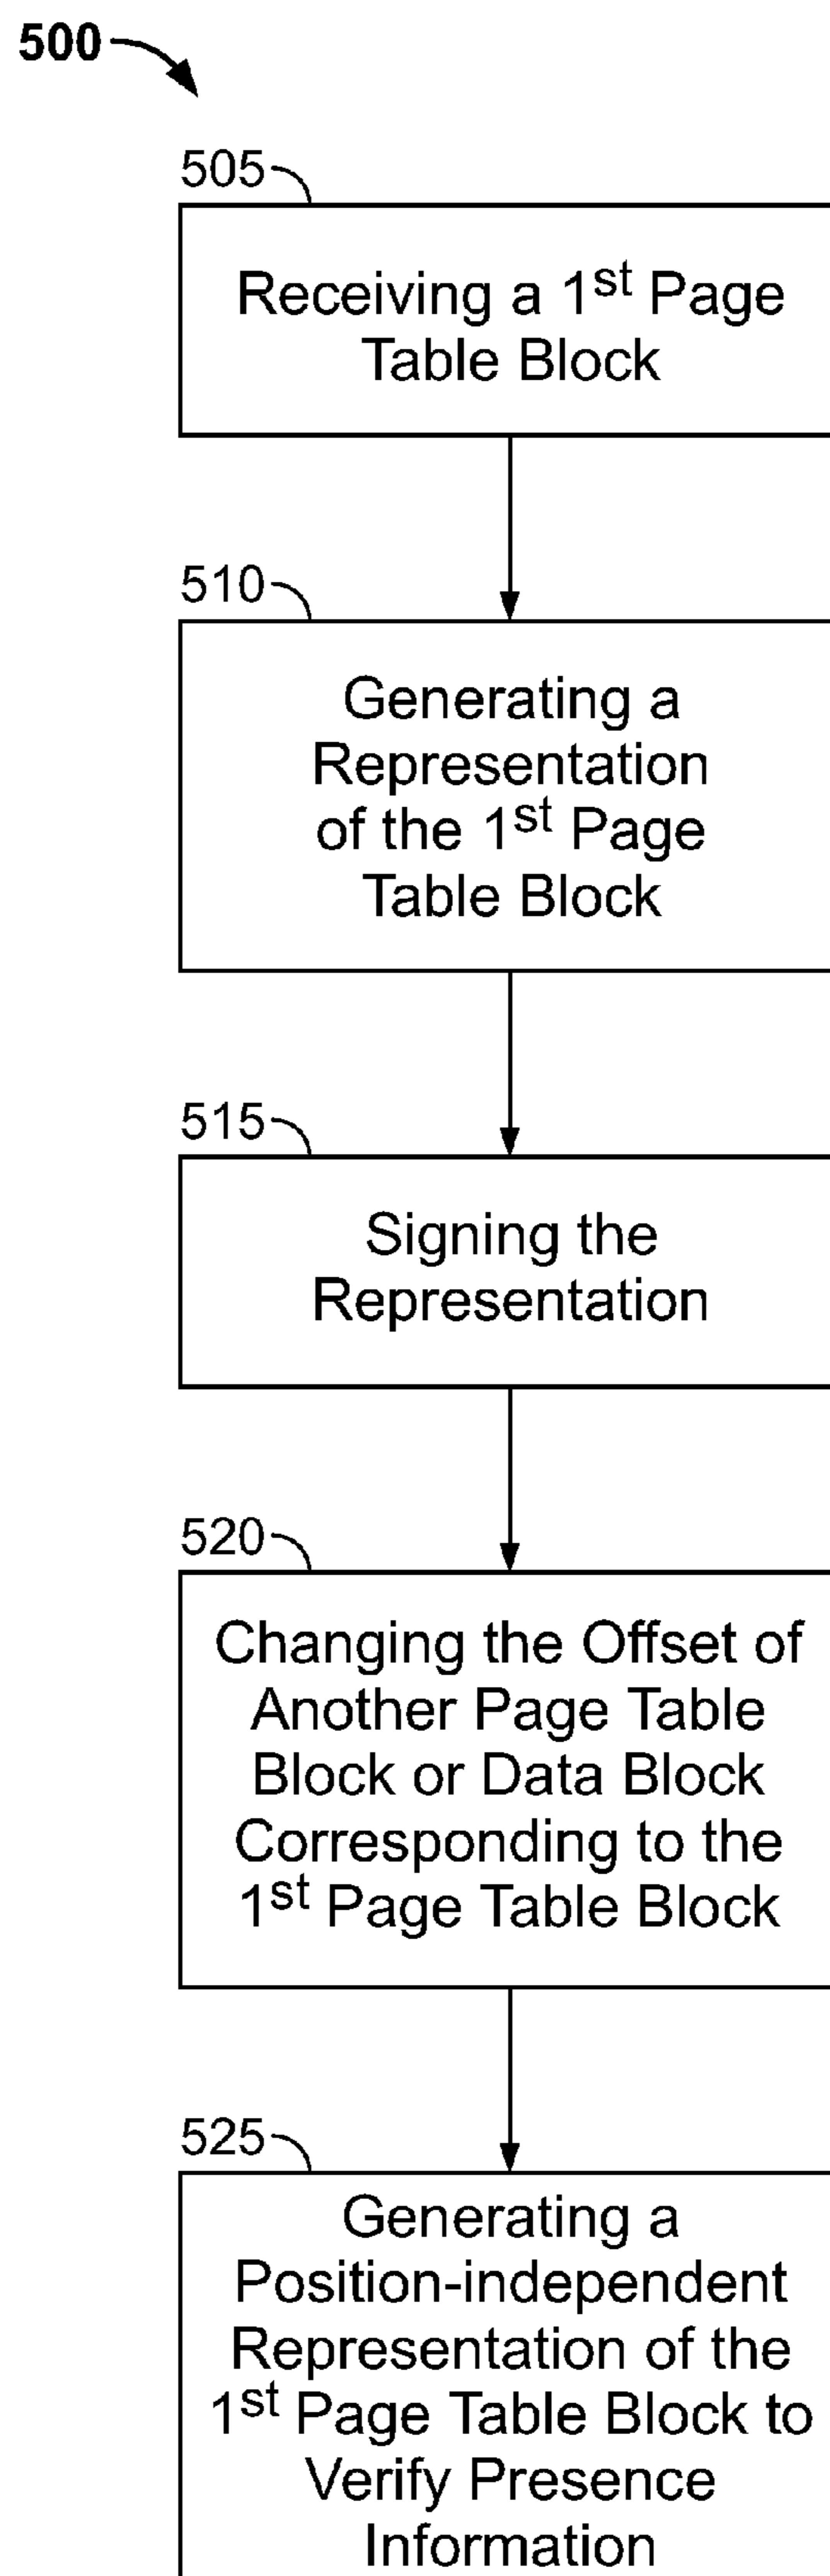 500
505
Receiving a 1st Page
Table Block
510
Generating a
Representation
of the 1st Page
Table Block
515
Signing the
Representation
520
Changing the Offset of
Another Page Table
Block or Data Block
Corresponding to the
1st Page Table Block
525
Generating a
Position-independent
Representation of the
1st Page Table Block to
Verify Presence
Information